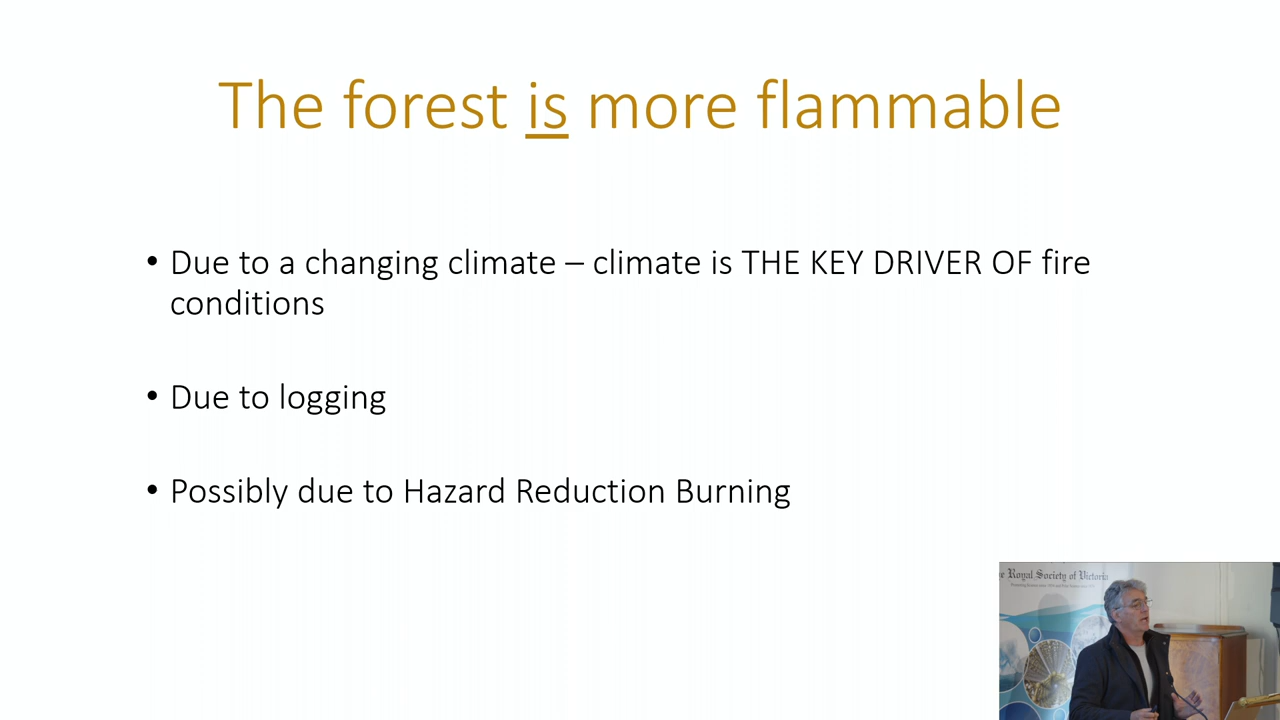 The forest is more flammable
• Due to a changing climate – climate is THE KEY DRIVER OF fire
conditions
• Due to logging
• Possibly due to Hazard Reduction Burning
Royal Society of Victoria